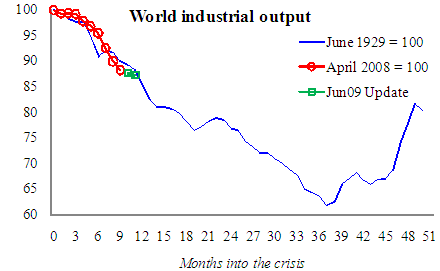 World industrial output
100
95
90
85
80
75
70
65
60
June 1929 = 100
April 2008 = 100
Jun09 Update
0 3 6 9 12 15 18 21 24 27 30 33 36 39 42 45 48 51
Months into the crisis